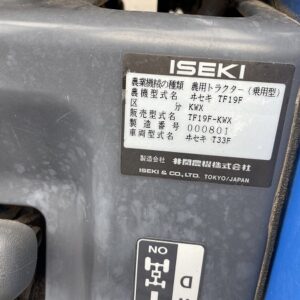 ISEKI
農業機械の種類 農用トラクター(乗用型)
農機型式名 ヰセキ TF19F
区分 KWX
販売型式名 TF19F-KWX
製造番号 000801
車両型式名 ヰセキ T33F
製造会社 井関農機株式会社
ISEKI & CO., LTD. TOKYO/JAPAN
ON
D